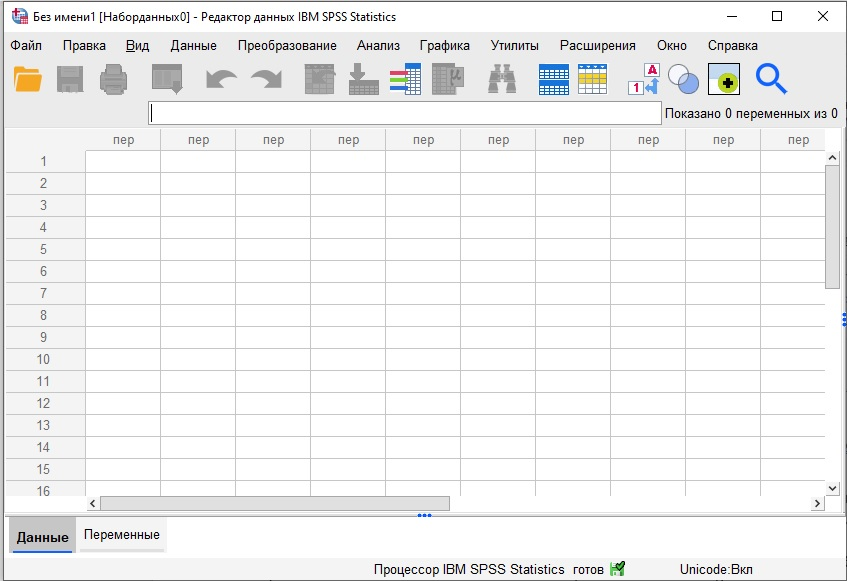 Без имени1 [Наборданных0] - Редактор данных IBM SPSS Statistics
Файл Правка Вид Данные Преобразование Анализ Графика Утилиты Расширения Окно Справка
A
1
μ
Показано 0 переменных из 0
пер пер пер пер пер пер пер пер пер пер
1
2
3
4
5
6
7
8
9
10
11
12
13
14
15
16
Данные Переменные
Процессор IBM SPSS Statistics готов Unicode:Вкл